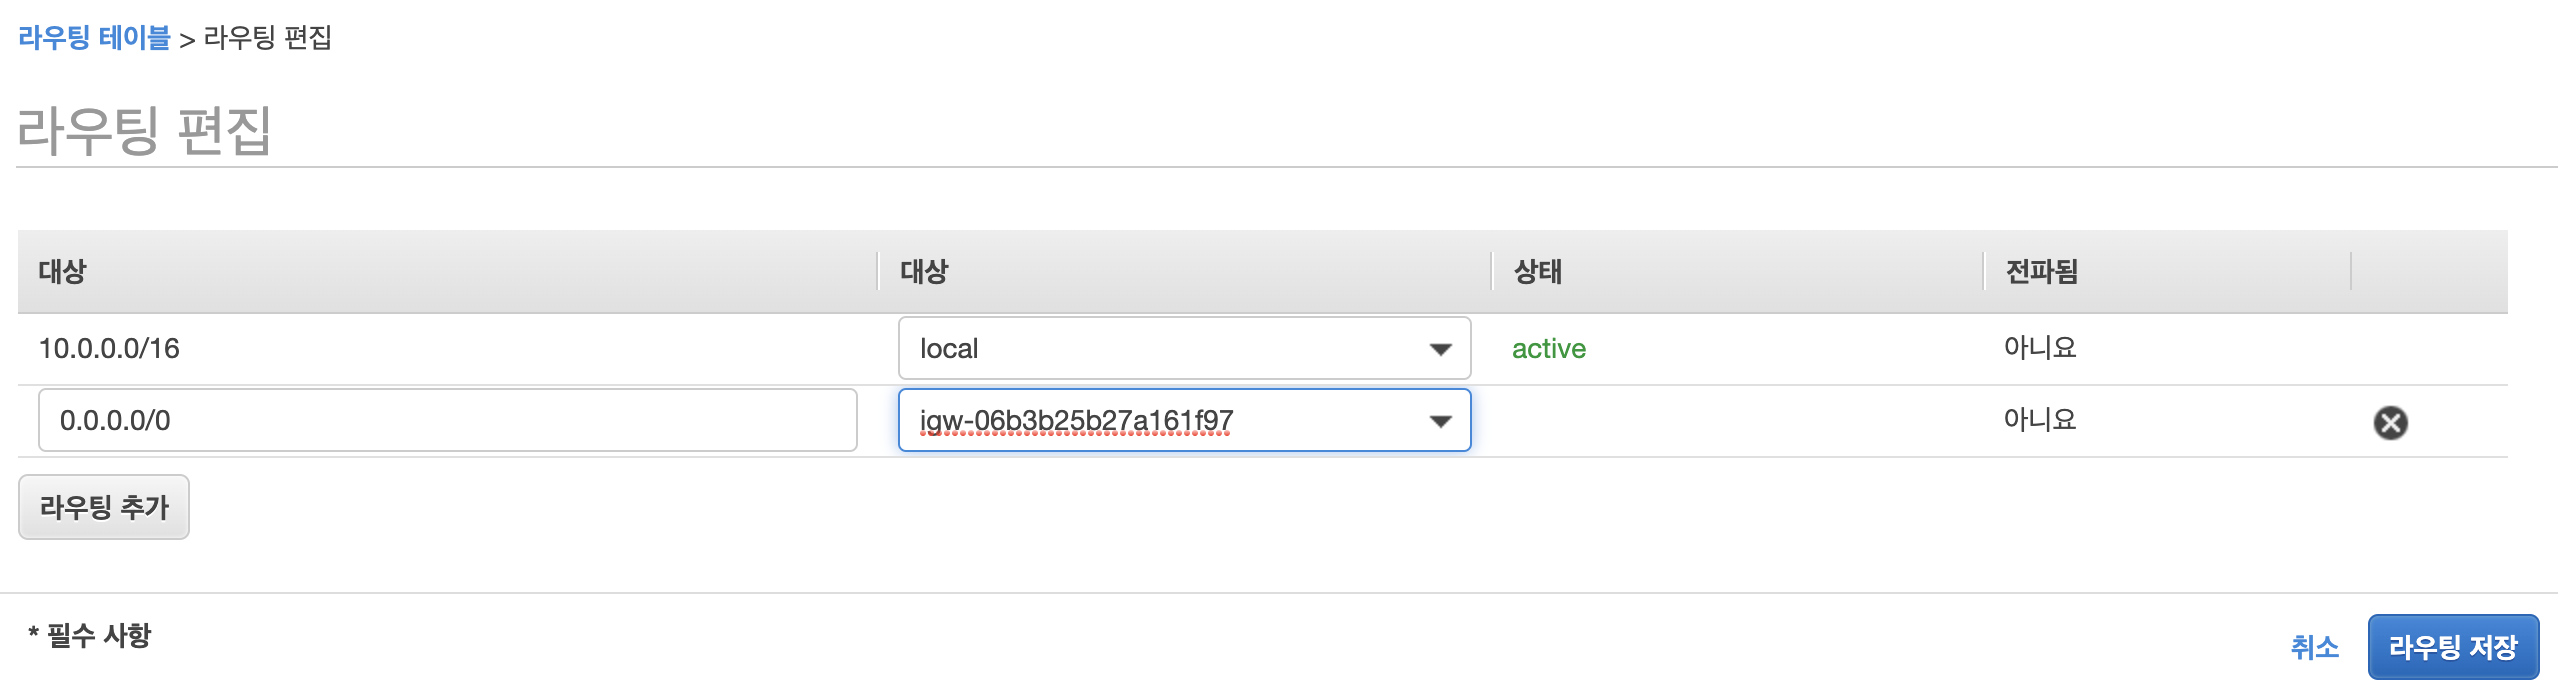 라우팅 테이블 > 라우팅 편집
라우팅 편집
대상 대상 상태 전파됨
10.0.0.0/16 local active 아니요
0.0.0.0/0 igw-06b3b25b27a161f97 아니요
라우팅 추가
* 필수 사항
취소 라우팅 저장